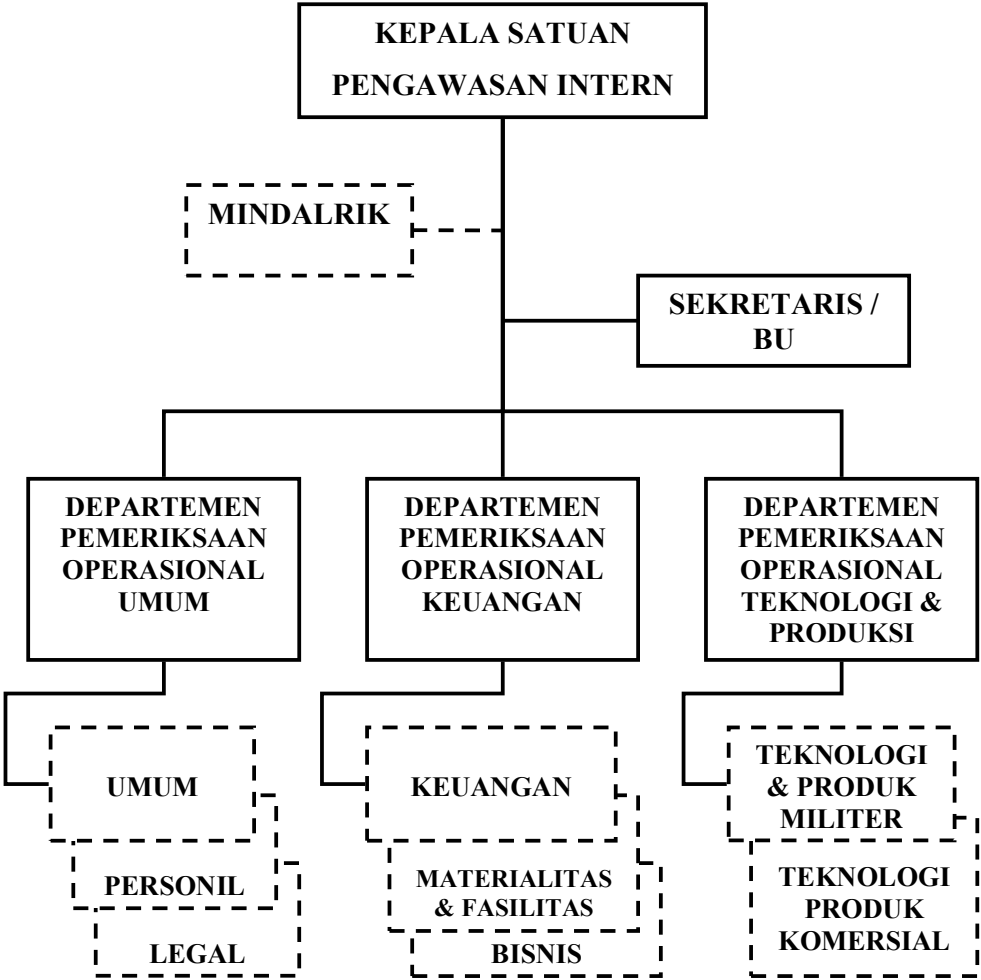 KEPALA SATUAN
PENGAWASAN INTERN
MINDALRIK
SEKRETARIS /
BU
DEPARTEMEN
PEMERIKSAAN
OPERASIONAL
UMUM
DEPARTEMEN
PEMERIKSAAN
OPERASIONAL
KEUANGAN
DEPARTEMEN
PEMERIKSAAN
OPERASIONAL
TEKNOLOGI &
PRODUKSI
UMUM
PERSONIL
LEGAL
KEUANGAN
MATERIALITAS
& FASILITAS
BISNIS
TEKNOLOGI
& PRODUK
MILITER
TEKNOLOGI
PRODUK
KOMERSIAL